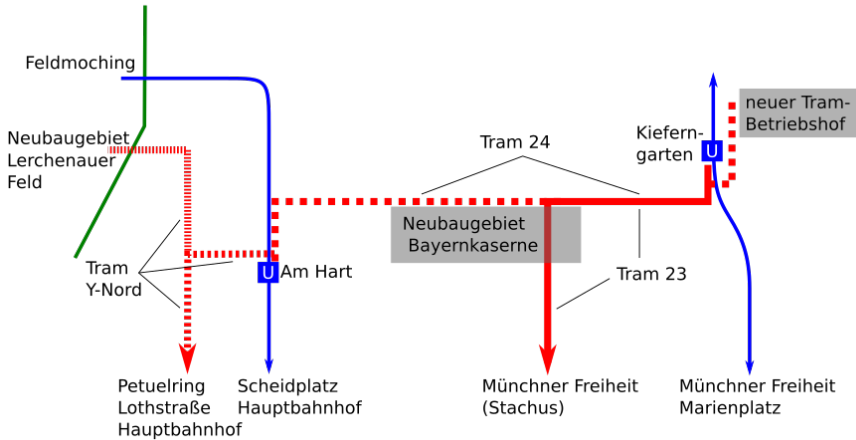 Feldmoching
neuer Tram-
Betriebshof
Kiefern-
garten
U
Tram 24
Neubaugebiet
Lerchenauer
Feld
Neubaugebiet
Bayernkaserne
Tram
Y-Nord
U
Am Hart
Tram 23
Petuelring
Lothstraße
Hauptbahnhof
Scheidplatz
Hauptbahnhof
Münchner Freiheit
(Stachus)
Münchner Freiheit
Marienplatz